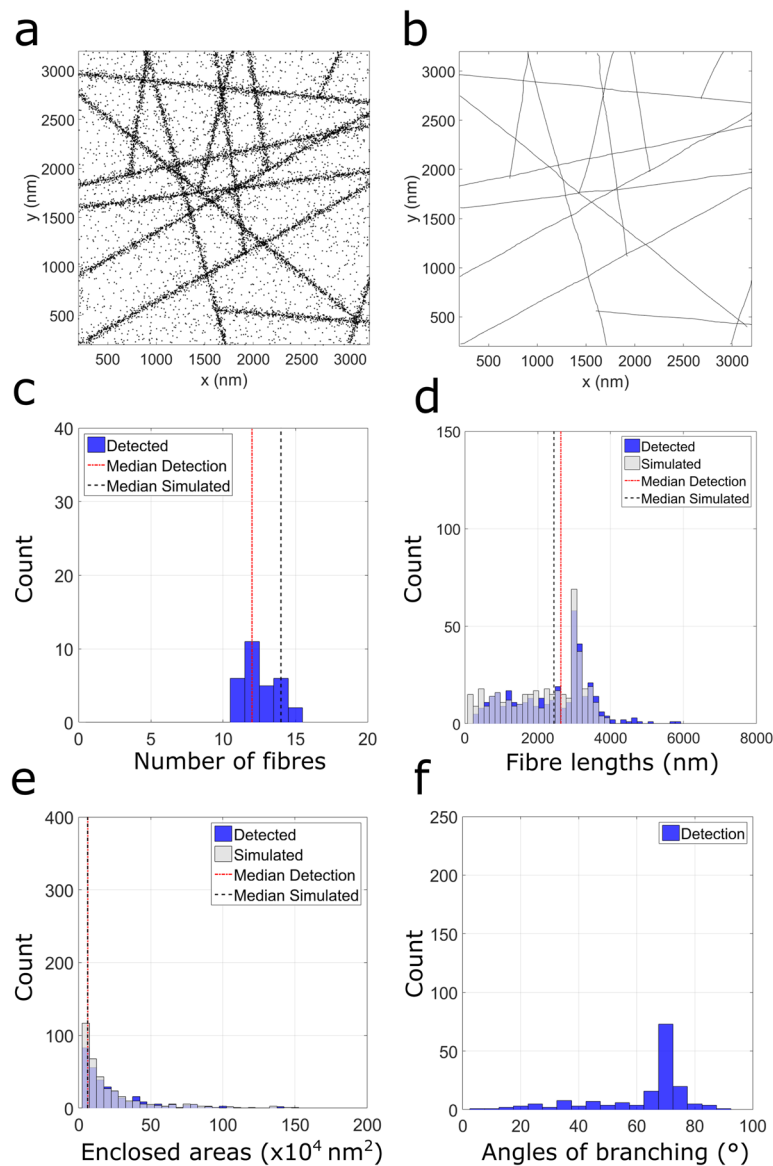 a
b
3200
3000
2500
2000
1500
1000
500
y (nm)
500 1000 1500 2000 2500 3000
x (nm)
3000
2500
2000
1500
1000
500
y (nm)
500 1000 1500 2000 2500 3000
x (nm)
c
40
30
20
10
0
Count
Detected
Median Detection
Median Simulated
0 5 10 15 20
Number of fibres
d
150
100
50
0
Count
Detected
Simulated
Median Detection
Median Simulated
0 2000 4000 6000 8000
Fibre lengths (nm)
e
400
300
200
100
0
Count
Detected
Simulated
Median Detection
Median Simulated
0 50 100 150 200
Enclosed areas (x10⁴ nm²)
f
250
200
150
100
50
0
Count
Detection
0 20 40 60 80 100
Angles of branching (°)